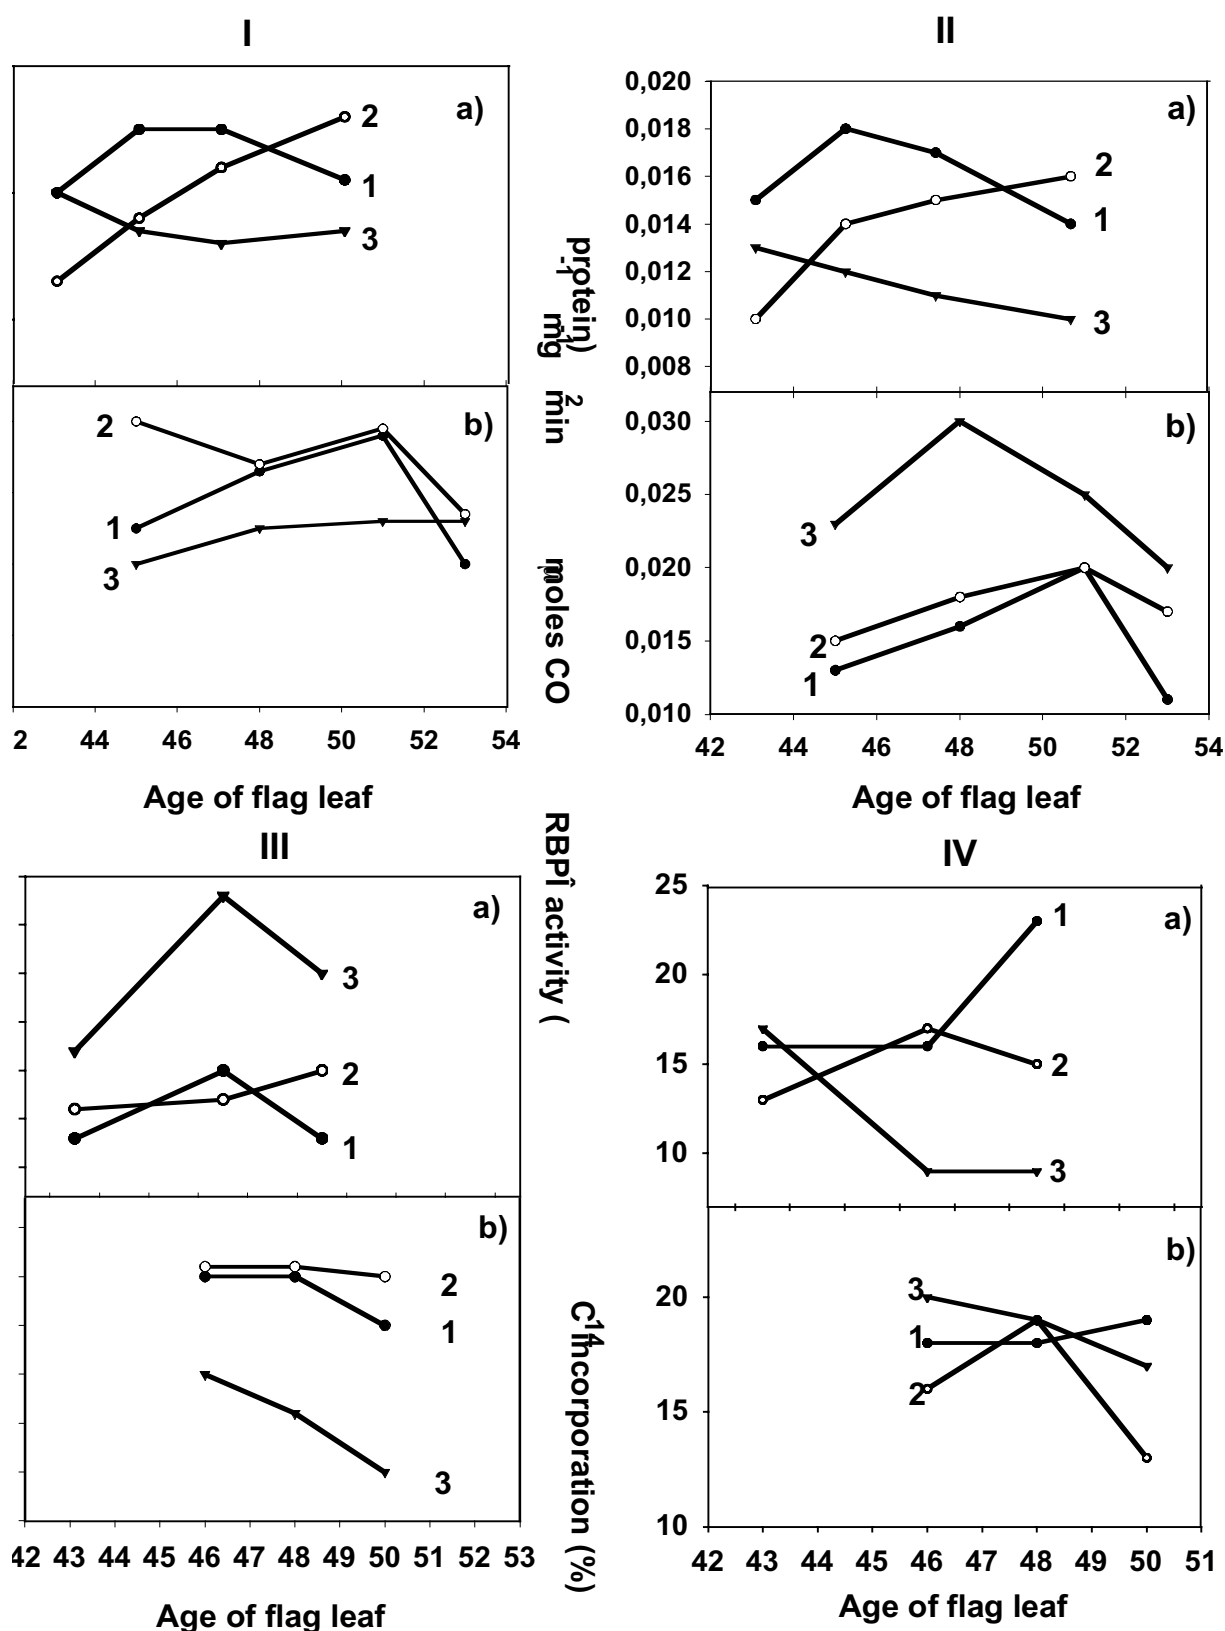 I
a)
2
1
3
b)
2
1
3
2 44 46 48 50 52 54
Age of flag leaf
II
0,020
0,018
0,016
0,014
0,012
0,010
0,008
a)
2
1
3
0,030
0,025
0,020
0,015
0,010
b)
3
2
1
42 44 46 48 50 52 54
Age of flag leaf
RBPÎ activity (
µmoles CO2 min-1 mg-1
protein)
III
a)
3
2
1
b)
2
1
3
42 43 44 45 46 47 48 49 50 51 52 53
Age of flag leaf
C14 incorporation (%)
IV
25
20
15
10
a)
1
2
3
20
15
10
b)
3
1
2
42 43 44 45 46 47 48 49 50 51
Age of flag leaf